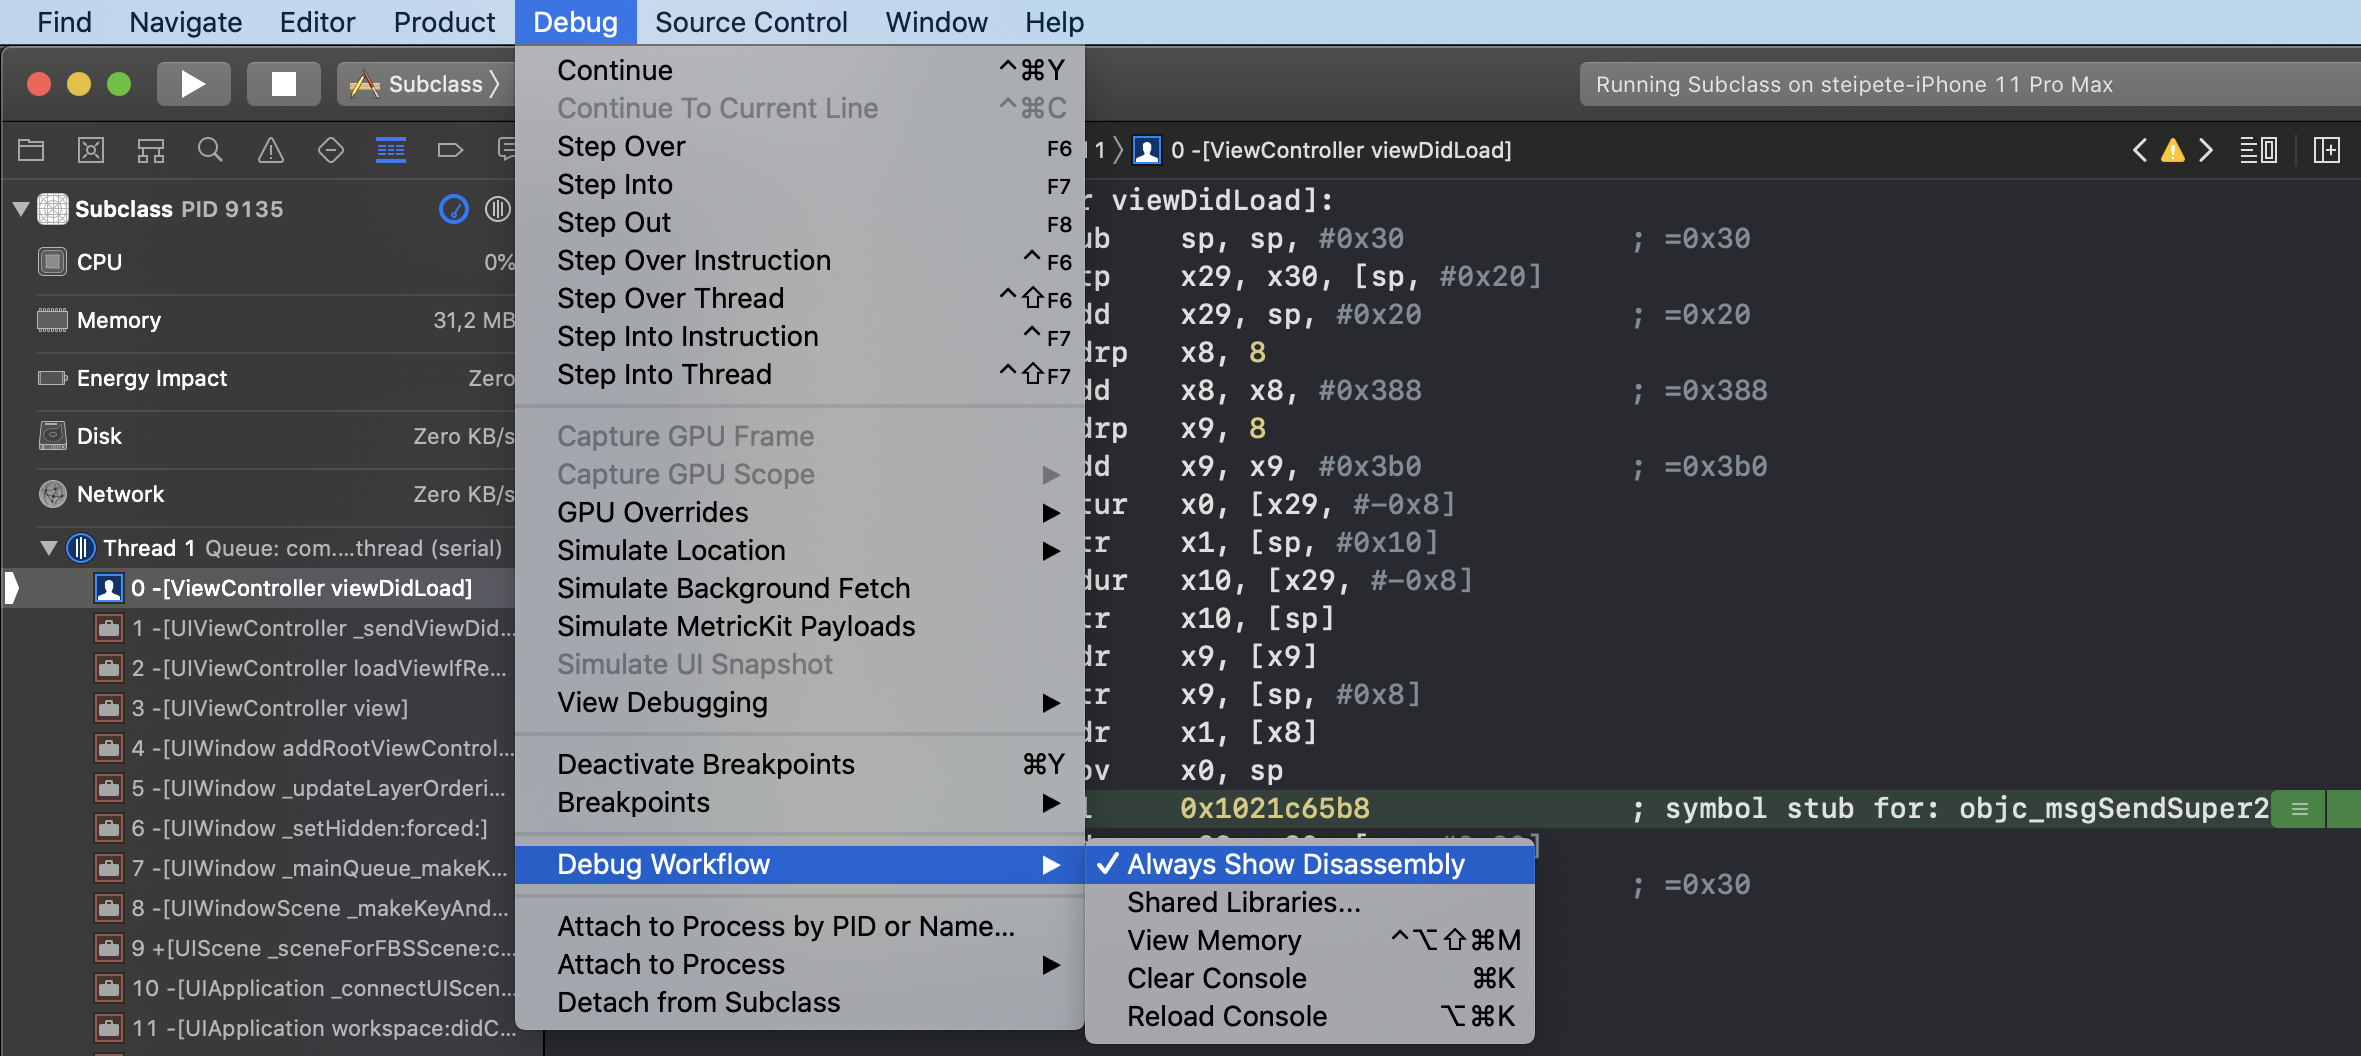 Find Navigate Editor Product Debug Source Control Window Help
Subclass
Running Subclass on steipete-iPhone 11 Pro Max
1 0 -[ViewController viewDidLoad]
Subclass PID 9135
CPU 0%
Memory 31,2 MB
Energy Impact Zero
Disk Zero KB/s
Network Zero KB/s
Thread 1 Queue: com....thread (serial)
0 -[ViewController viewDidLoad]
1 -[UIViewController _sendViewDid...
2 -[UIViewController loadViewIfRe...
3 -[UIViewController view]
4 -[UIWindow addRootViewControl...
5 -[UIWindow _updateLayerOrderi...
6 -[UIWindow _setHidden:forced:]
7 -[UIWindow _mainQueue_makeK...
8 -[UIWindowScene _makeKeyAnd...
9 +[UIScene _sceneForFBSScene:c...
10 -[UIApplication _connectUIScen...
11 -[UIApplication workspace:didC...
Continue ^⌘Y
Continue To Current Line ^⌘C
Step Over F6
Step Into F7
Step Out F8
Step Over Instruction ^F6
Step Over Thread ^⇧F6
Step Into Instruction ^F7
Step Into Thread ^⇧F7
Capture GPU Frame
Capture GPU Scope
GPU Overrides
Simulate Location
Simulate Background Fetch
Simulate MetricKit Payloads
Simulate UI Snapshot
View Debugging
Deactivate Breakpoints ⌘Y
Breakpoints
Debug Workflow
Attach to Process by PID or Name...
Attach to Process
Detach from Subclass
✓ Always Show Disassembly
Shared Libraries...
View Memory ^⌥⇧⌘M
Clear Console ⌘K
Reload Console ⌥⌘K
r viewDidLoad]:
ub sp, sp, #0x30 ; =0x30
tp x29, x30, [sp, #0x20]
dd x29, sp, #0x20 ; =0x20
drp x8, 8
dd x8, x8, #0x388 ; =0x388
drp x9, 8
dd x9, x9, #0x3b0 ; =0x3b0
tur x0, [x29, #-0x8]
tr x1, [sp, #0x10]
dur x10, [x29, #-0x8]
tr x10, [sp]
dr x9, [x9]
tr x9, [sp, #0x8]
dr x1, [x8]
ov x0, sp
l 0x1021c65b8 ; symbol stub for: objc_msgSendSuper2
; =0x30